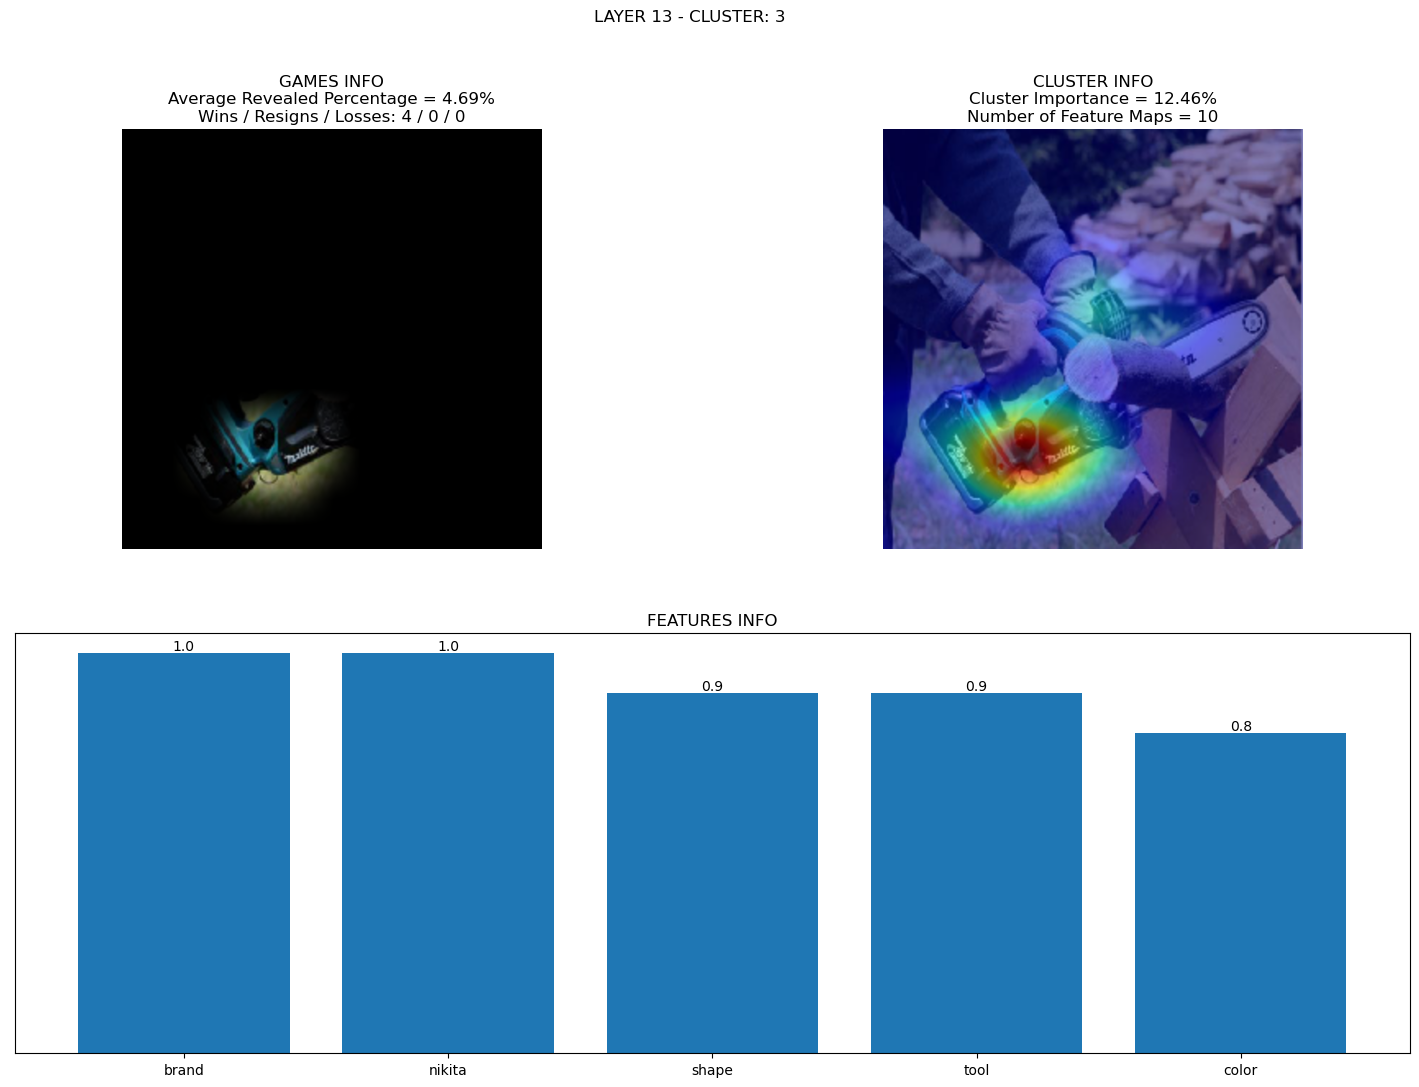 LAYER 13 - CLUSTER: 3
GAMES INFO
Average Revealed Percentage = 4.69%
Wins / Resigns / Losses: 4 / 0 / 0
CLUSTER INFO
Cluster Importance = 12.46%
Number of Feature Maps = 10
makita
makita
FEATURES INFO
1.0
1.0
0.9
0.9
0.8
brand
nikita
shape
tool
color